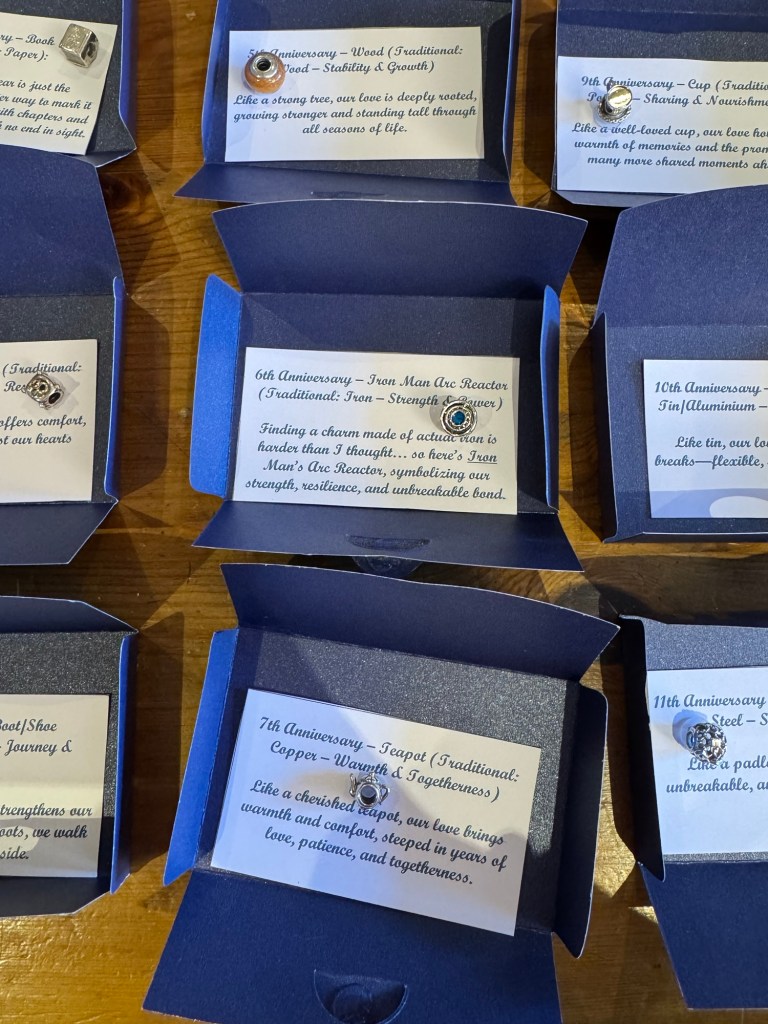 ry – Book
Paper):
ear is just the
er way to mark it
ith chapters and
no end in sight.
5th Anniversary – Wood (Traditional:
Wood – Stability & Growth)
Like a strong tree, our love is deeply rooted,
growing stronger and standing tall through
all seasons of life.
9th Anniversary – Cup (Traditio
– Sharing & Nourishme
Like a well-loved cup, our love ho
warmth of memories and the prom
many more shared moments ah
(Traditional:
Res
offers comfort,
st our hearts
6th Anniversary – Iron Man Arc Reactor
(Traditional: Iron – Strength & Power)
Finding a charm made of actual iron is
harder than I thought... so here's Iron
Man's Arc Reactor, symbolizing our
strength, resilience, and unbreakable bond.
10th Anniversary –
Tin/Aluminium –
Like tin, our lo
breaks—flexible,
Boot/Shoe
– Journey &
strengthens our
oots, we walk
side.
7th Anniversary – Teapot (Traditional:
Copper – Warmth & Togetherness)
Like a cherished teapot, our love brings
warmth and comfort, steeped in years of
love, patience, and togetherness.
11th Anniversary
Steel – S
Like a padl
unbreakable, a